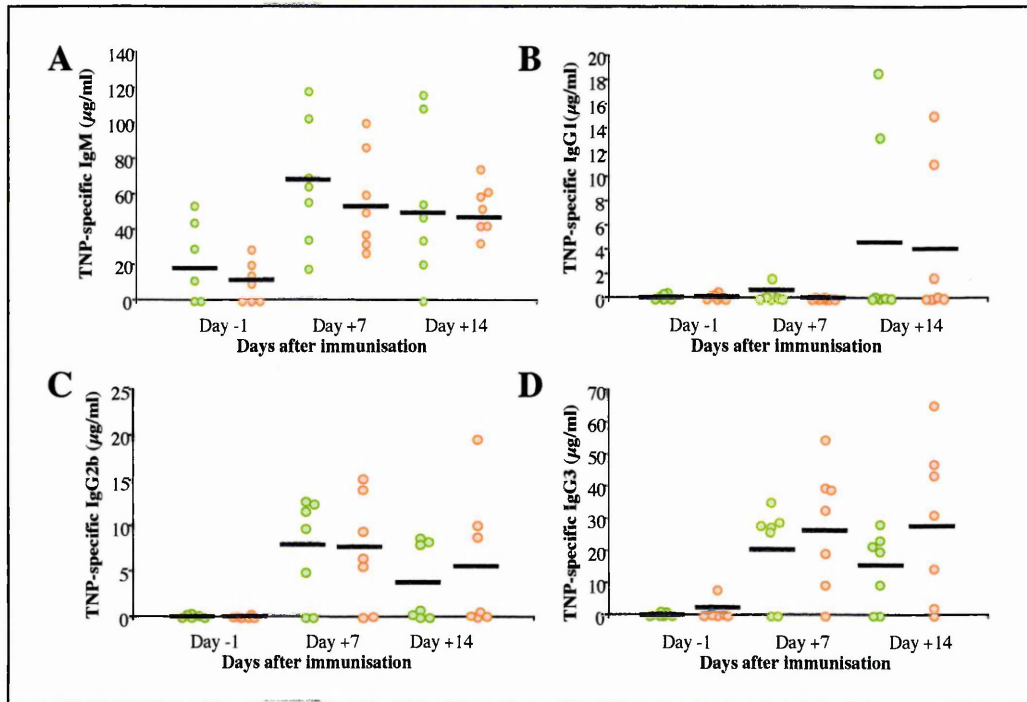 A
TNP-specific IgM (µg/ml)
140
120
100
80
60
40
20
0
Day -1
Day +7
Day +14
Days after immunisation
B
TNP-specific IgG1(µg/ml)
20
18
16
14
12
10
8
6
4
2
0
Day -1
Day +7
Day +14
Days after immunisation
C
TNP-specific IgG2b (µg/ml)
25
20
15
10
5
0
Day -1
Day +7
Day +14
Days after immunisation
D
TNP-specific IgG3 (µg/ml)
70
60
50
40
30
20
10
0
Day -1
Day +7
Day +14
Days after immunisation